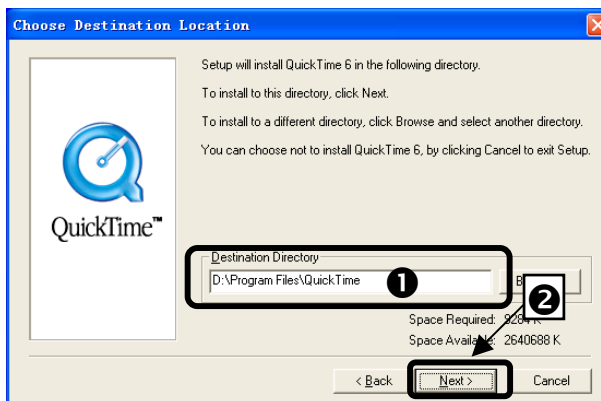 Choose Destination Location
Setup will install QuickTime 6 in the following directory.
To install to this directory, click Next.
To install to a different directory, click Browse and select another directory.
You can choose not to install QuickTime 6, by clicking Cancel to exit Setup.
QuickTime™
Destination Directory
D:\Program Files\QuickTime
1
2
Space Required: 9284 K
Space Available: 2640688 K
< Back
Next >
Cancel